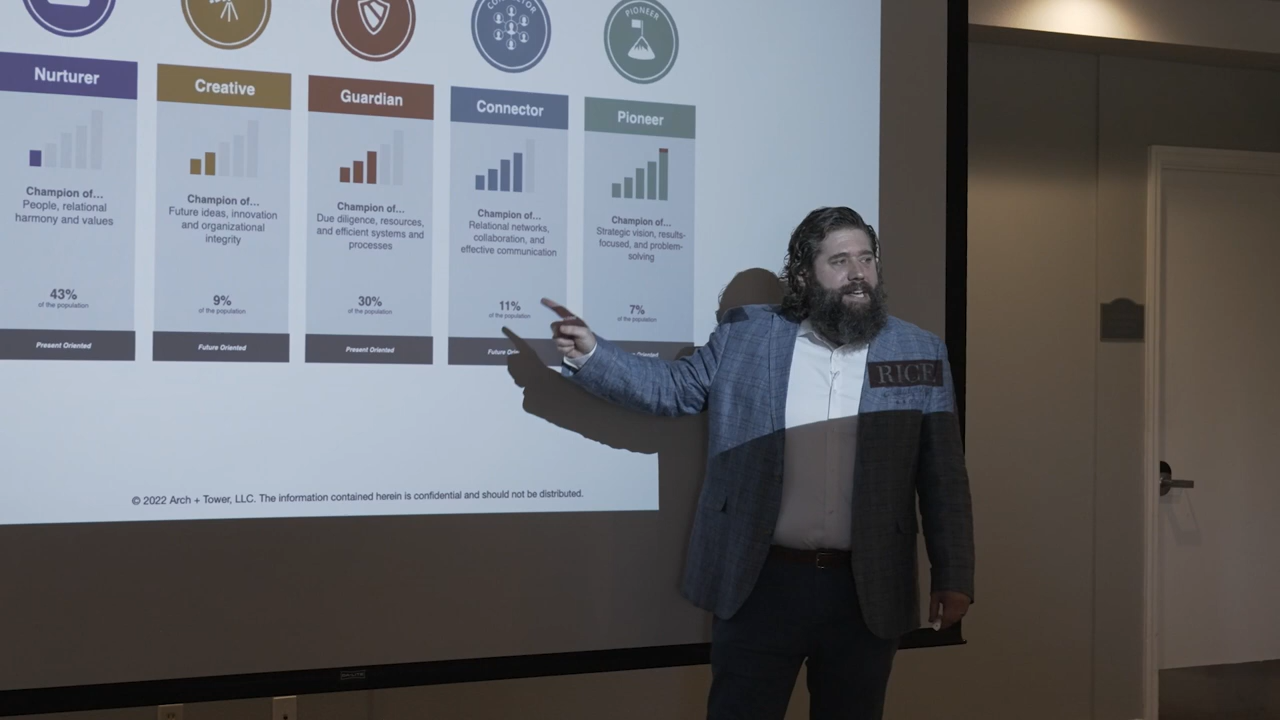 CONNECTOR
PIONEER
Nurturer
Creative
Guardian
Connector
Pioneer
Champion of...
People, relational
harmony and values
Champion of...
Future ideas, innovation
and organizational
integrity
Champion of...
Due diligence, resources,
and efficient systems and
processes
Champion of...
Relational networks,
collaboration, and
effective communication
Champion of...
Strategic vision, results-
focused, and problem-
solving
43%
of the population
9%
of the population
30%
of the population
11%
of the population
7%
of the population
Present Oriented
Future Oriented
Present Oriented
Future
Oriented
RICE
© 2022 Arch + Tower, LLC. The information contained herein is confidential and should not be distributed.